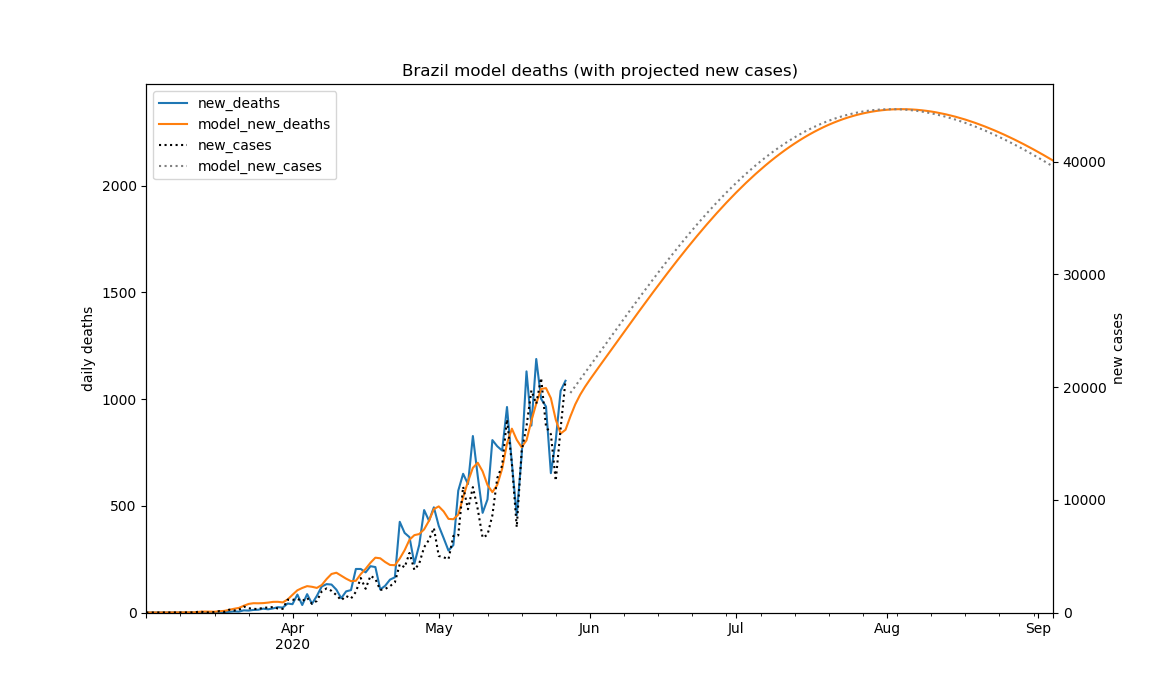 Brazil model deaths (with projected new cases)
new_deaths
model_new_deaths
new_cases
model_new_cases
daily deaths
2000
1500
1000
500
0
new cases
40000
30000
20000
10000
0
Apr
2020
May
Jun
Jul
Aug
Sep